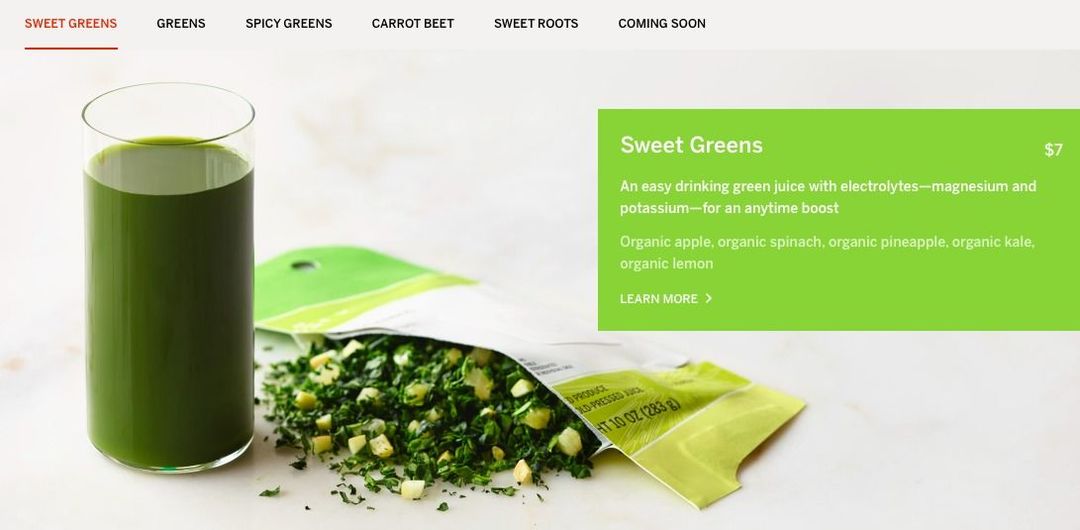 SWEET GREENS
GREENS
SPICY GREENS
CARROT BEET
SWEET ROOTS
COMING SOON
Sweet Greens
$7
An easy drinking green juice with electrolytes—magnesium and
potassium—for an anytime boost
Organic apple, organic spinach, organic pineapple, organic kale,
organic lemon
LEARN MORE
PRODUCE
LD-PRESSED JUICE
HT 10 OZ (283 g)